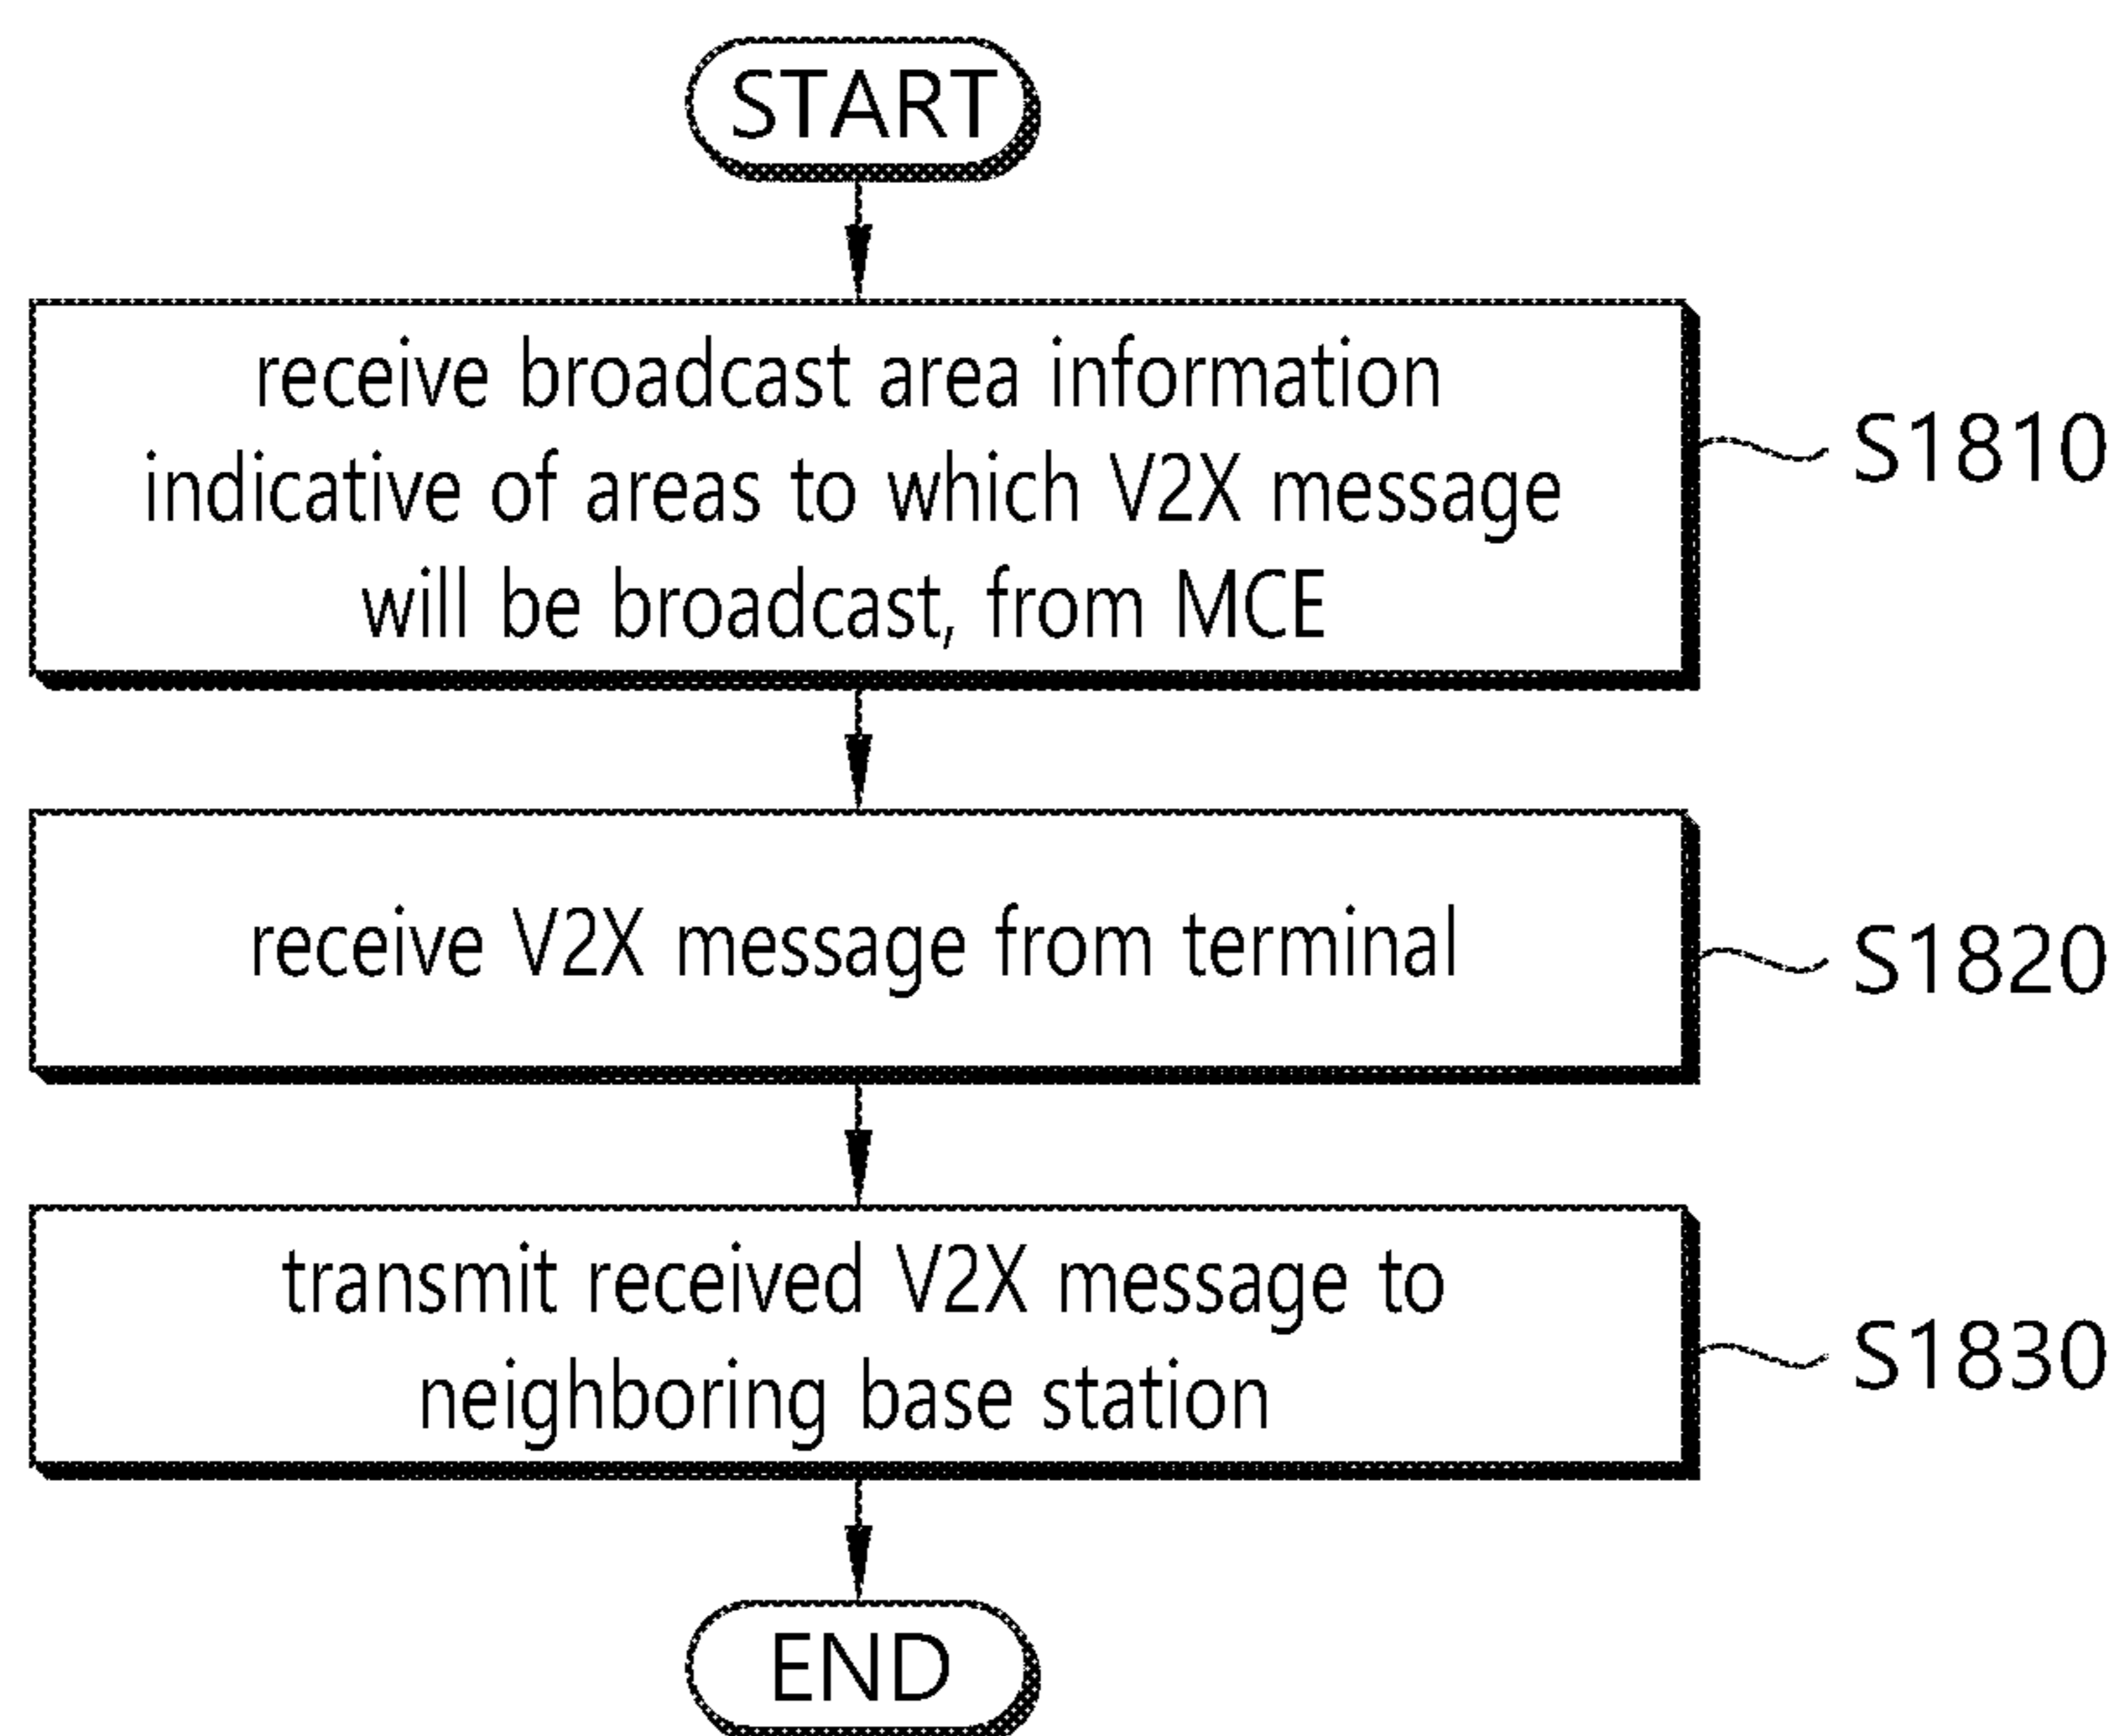 START
receive broadcast area information
indicative of areas to which V2X message
will be broadcast, from MCE
S1810
receive V2X message from terminal
S1820
transmit received V2X message to
neighboring base station
S1830
END